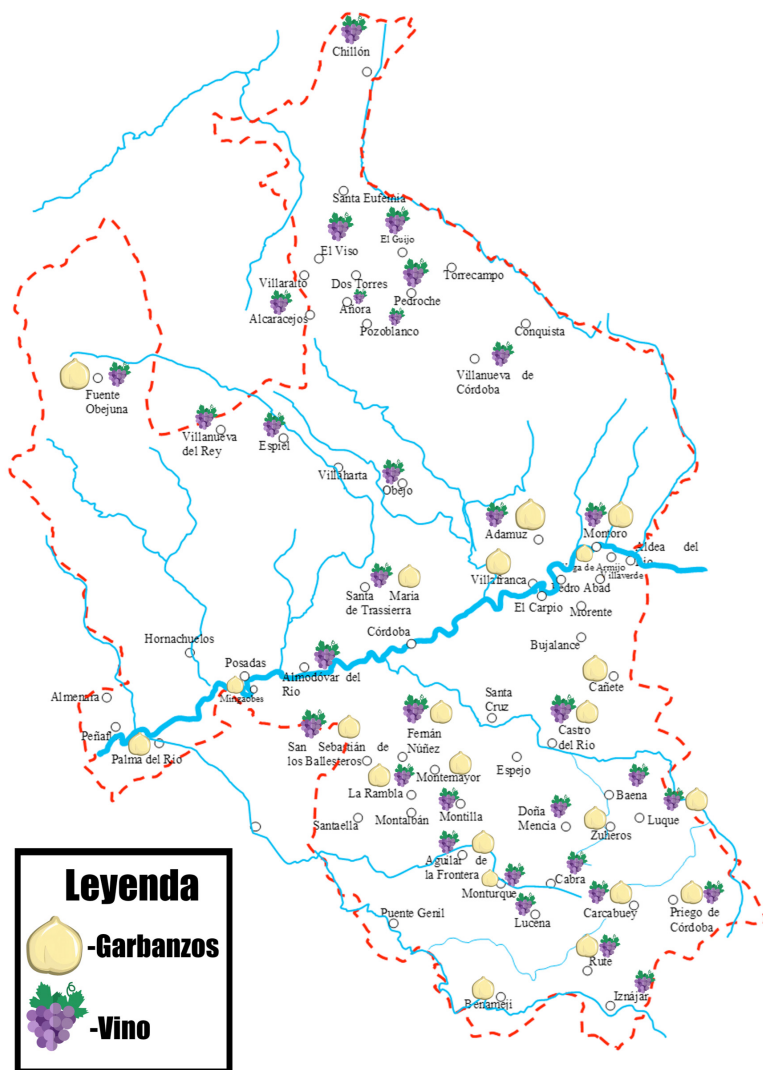 Chillón
Santa Eufemia
El Guijo
El Viso
Torrecampo
Villaralto
Dos Torres
Pedroche
Añora
Alcaracejos
Pozoblanco
Conquista
Villanueva de
Córdoba
Fuente
Obejuna
Villanueva
del Rey
Espiel
Villaharta
Obejo
Adamuz
Montoro
Aldea del
Río
de Armijo
Villaverde
Villafranca
Pedro Abad
El Carpio
Morente
Santa María
de Trassierra
Córdoba
Bujalance
Hornachuelos
Posadas
Almodóvar del
Río
Mingaobes
Cañete
Almenara
Peñafl
Palma del Río
Santa
Cruz
Castro
del Río
Fernán
Núñez
San Sebastián de
los Ballesteros
Montemayor
Espejo
La Rambla
Montilla
Baena
Doña
Mencia
Luque
Zuheros
Santaella
Montalbán
Aguilar de
la Frontera
Monturque
Cabra
Lucena
Carcabuey
Priego de
Córdoba
Puente Genil
Rute
Iznájar
Benamejí
Leyenda
-Garbanzos
-Vino